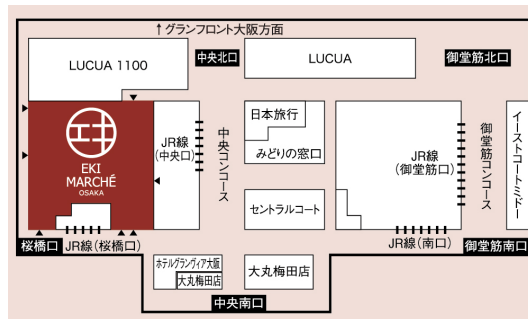 ↑グランフロント大阪方面
LUCUA 1100
中央北口
LUCUA
御堂筋北口
EKI
MARCHÉ
OSAKA
JR線
(中央口)
中央コンコース
日本旅行
みどりの窓口
セントラルコート
JR線
(御堂筋口)
御堂筋コンコース
イーストコートミドー
桜橋口
JR線(桜橋口)
JR線(南口)
御堂筋南口
ホテルグランヴィア大阪
大丸梅田店
大丸梅田店
中央南口